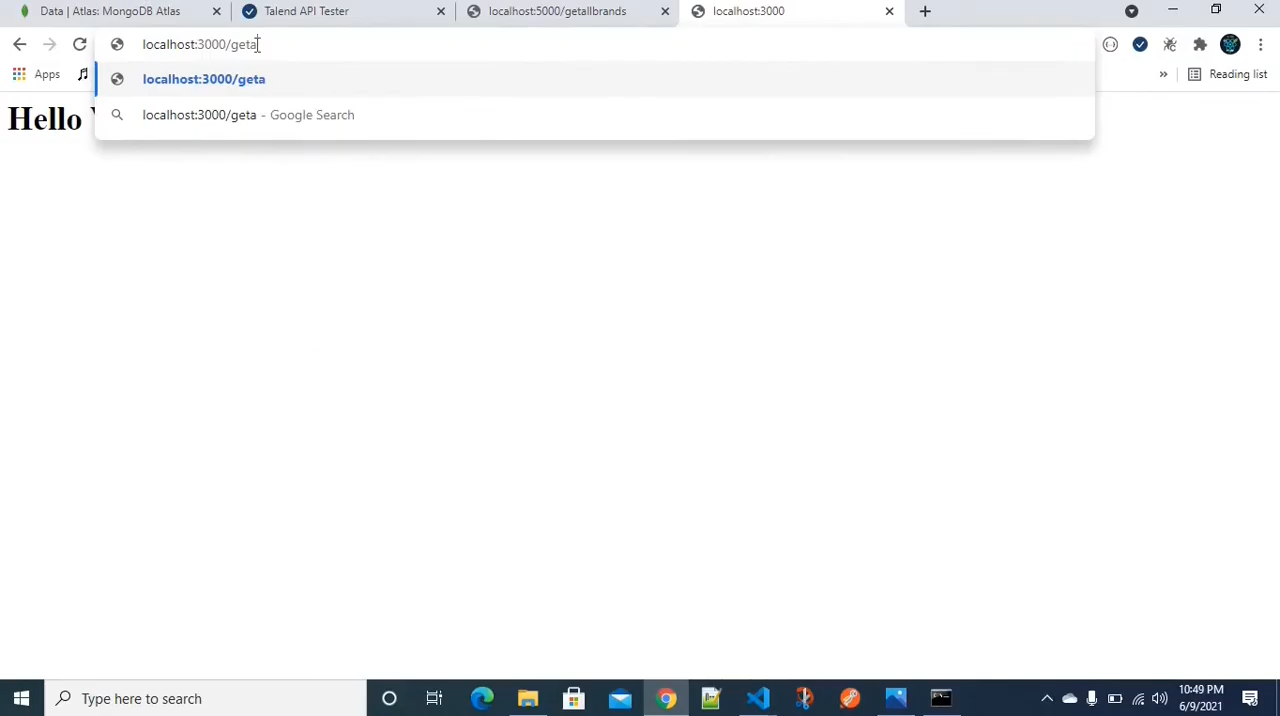 Data | Atlas: MongoDB Atlas
Talend API Tester
localhost:5000/getallbrands
localhost:3000
localhost:3000/geta
Apps
Reading list
localhost:3000/geta
localhost:3000/geta - Google Search
Hello
Type here to search
10:49 PM
6/9/2021